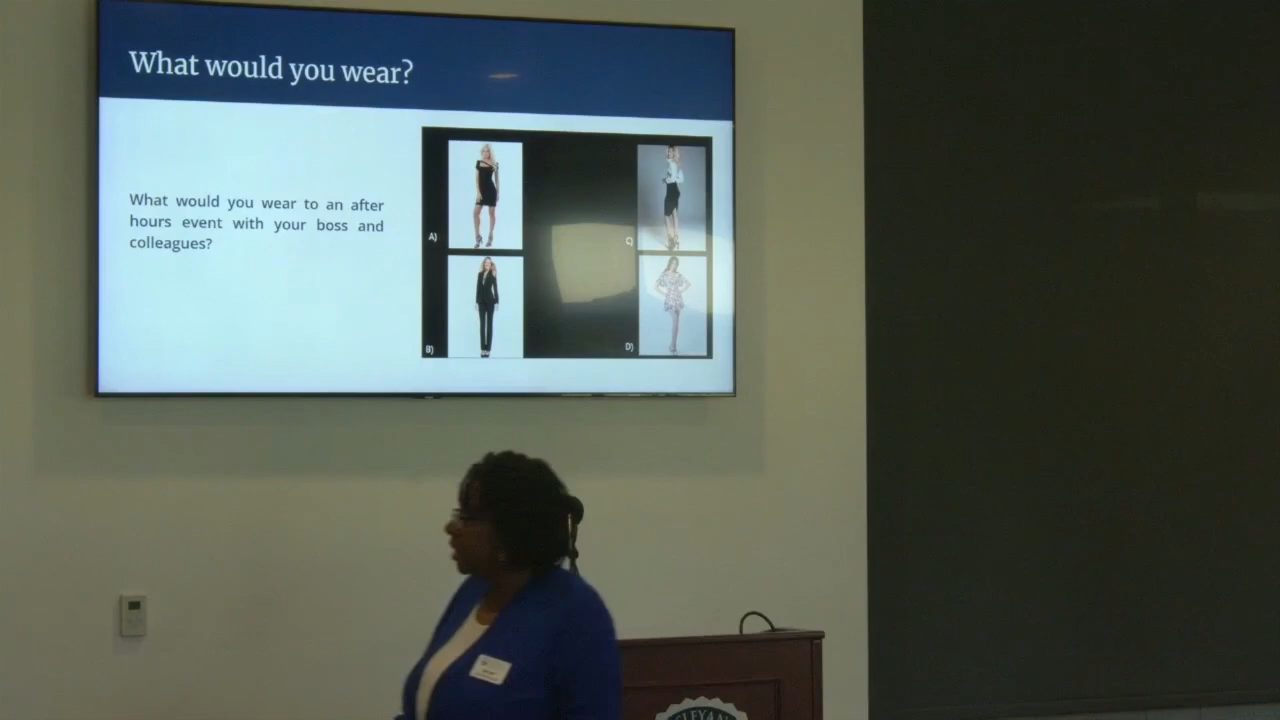 What would you wear?
What would you wear to an after
hours event with your boss and
colleagues?
A)
C)
B)
D)